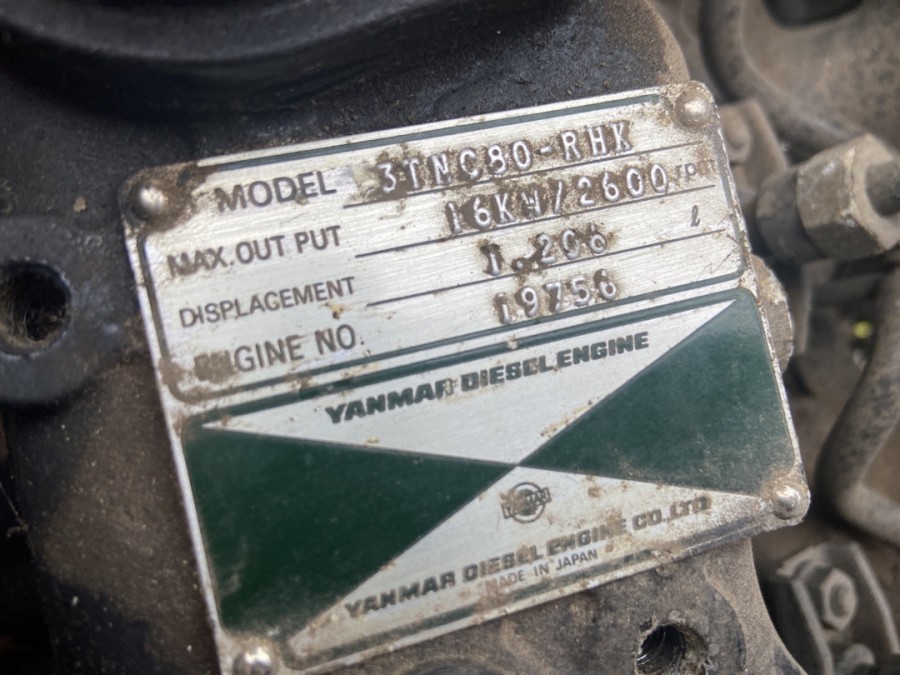 MODEL 3TNC80-RHK
MAX. OUT PUT 16KW/2600 rpm
DISPLACEMENT 1.206 ℓ
ENGINE NO. 19756
YANMAR DIESEL ENGINE
YANMAR
YANMAR DIESEL ENGINE CO. LTD
MADE IN JAPAN